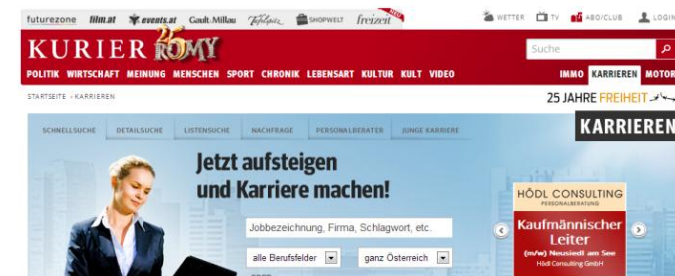 futurezone film.at events.at Gault&Millau Tafelspitz SHOPWELT freizeit NEU WETTER TV ABO/CLUB LOGIN
KURIER 25 ROMY
Suche
POLITIK WIRTSCHAFT MEINUNG MENSCHEN SPORT CHRONIK LEBENSART KULTUR KULT VIDEO IMMO KARRIEREN MOTOR
STARTSEITE - KARRIEREN
25 JAHRE FREIHEIT
KARRIEREN
SCHNELLSUCHE DETAILSUCHE LISTENSUCHE NACHFRAGE PERSONALBERATER JUNGE KARRIERE
Jetzt aufsteigen
und Karriere machen!
Jobbezeichnung, Firma, Schlagwort, etc.
alle Berufsfelder ganz Österreich
ODER
HÖDL CONSULTING
PERSONALBERATUNG
Kaufmännischer
Leiter
(m/w) Neusiedl am See
Hödl Consulting GmbH